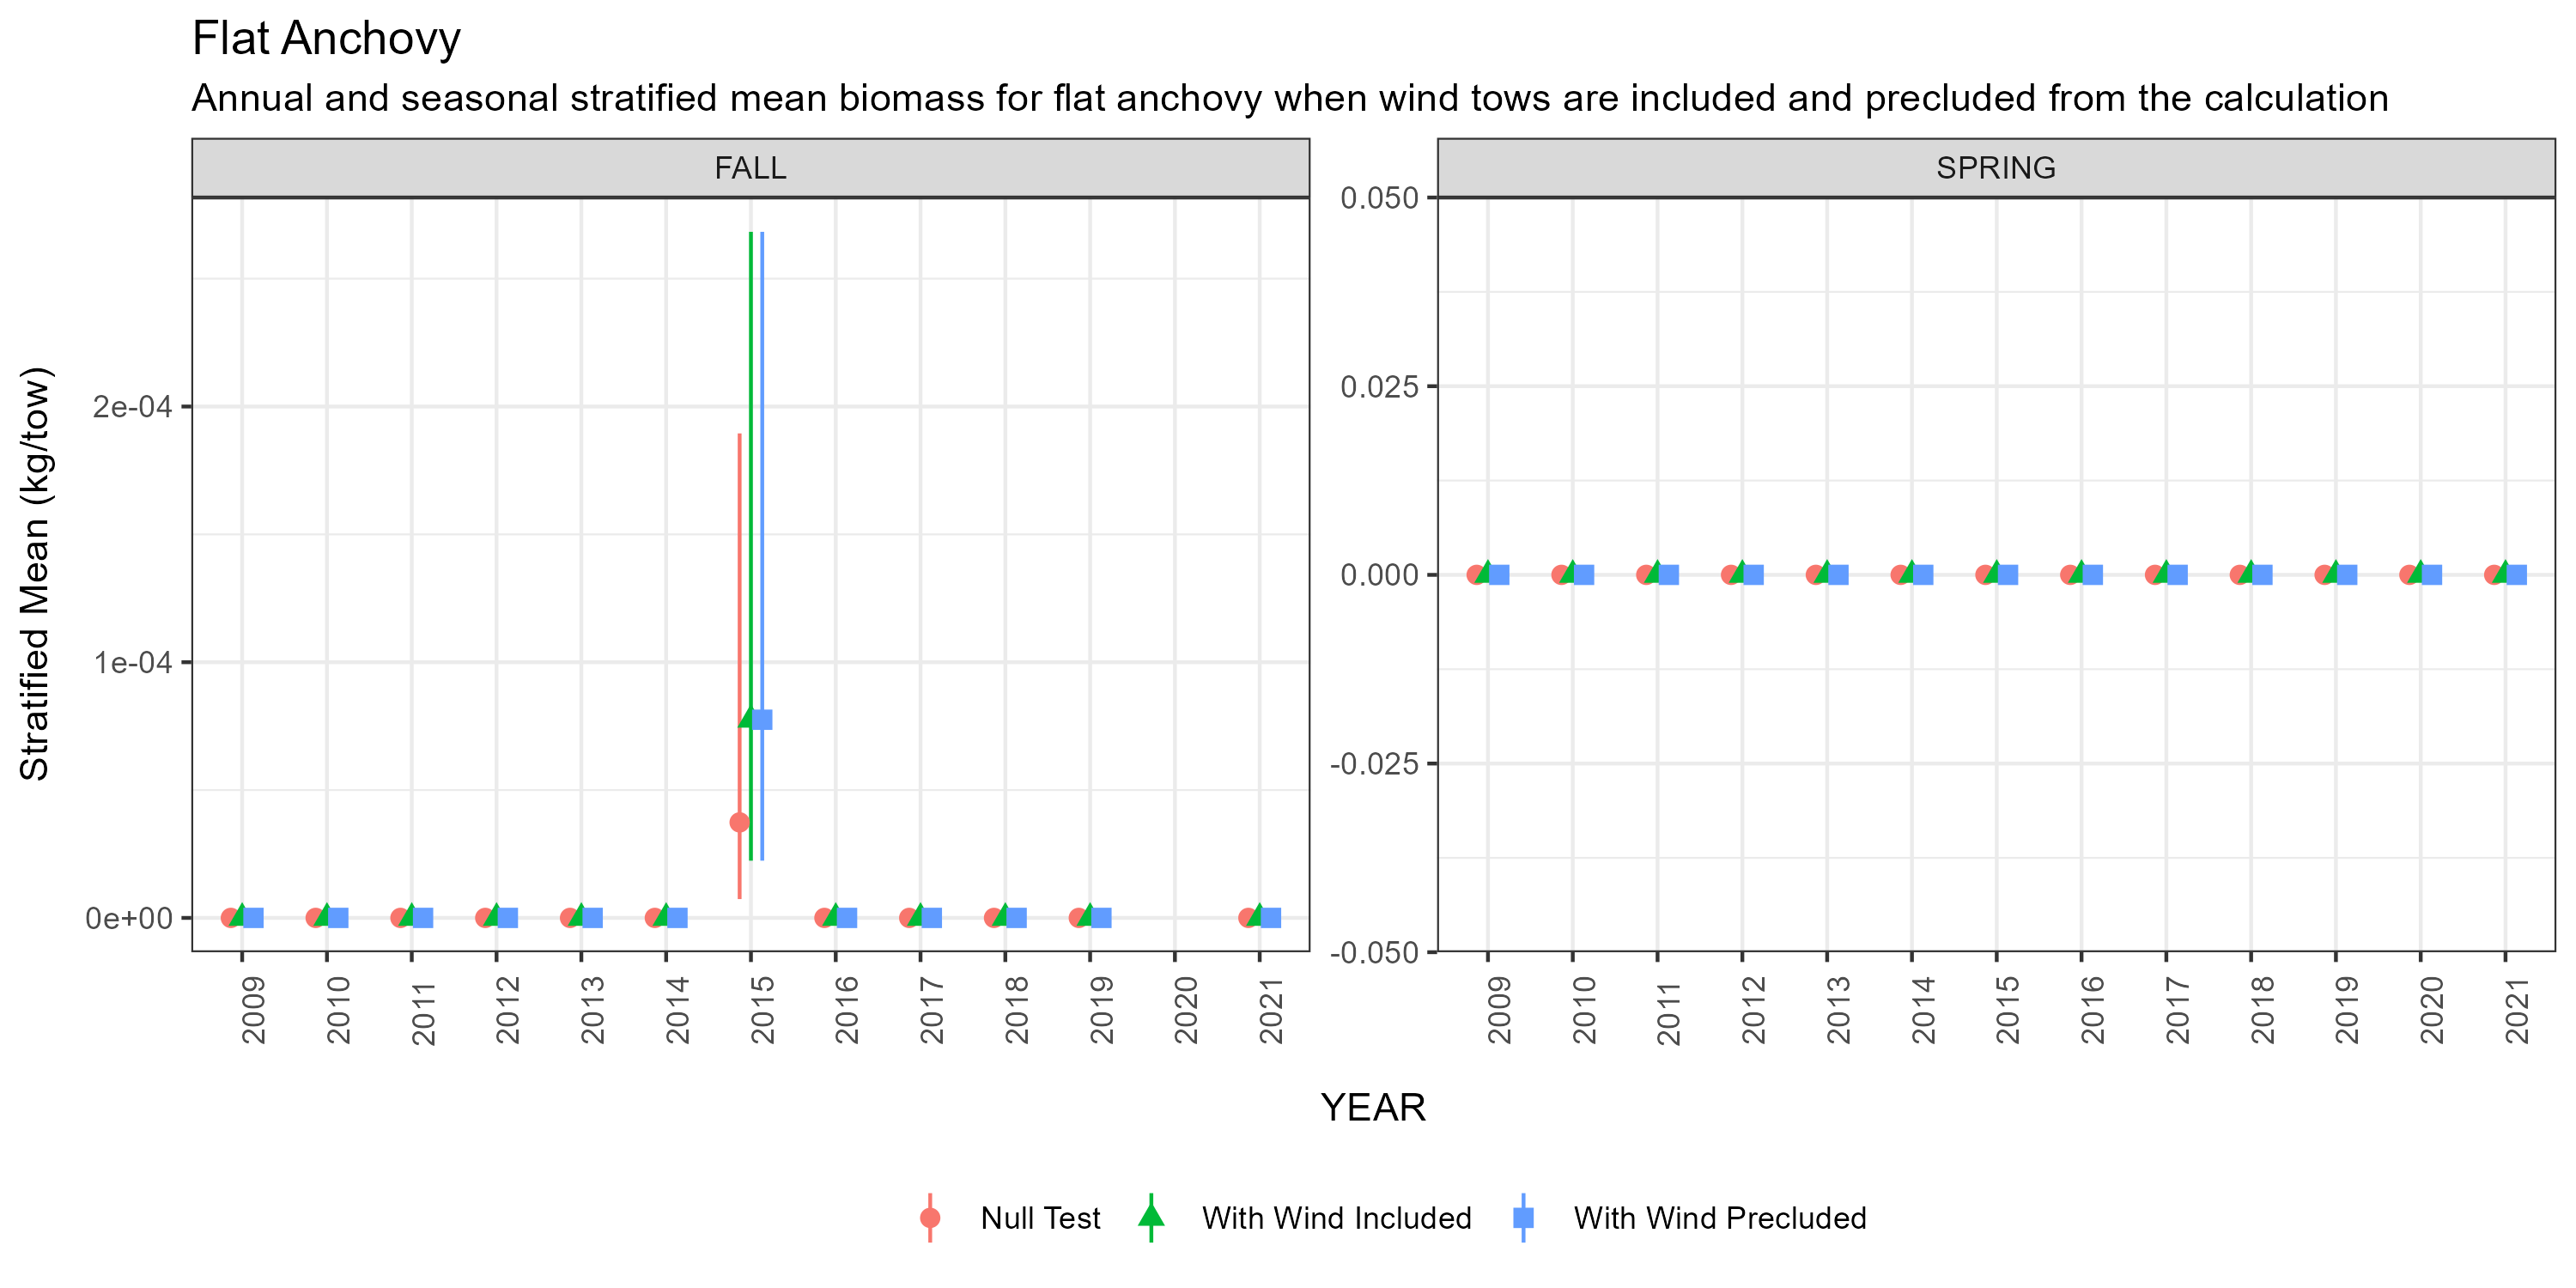 Flat Anchovy
Annual and seasonal stratified mean biomass for flat anchovy when wind tows are included and precluded from the calculation
FALL
SPRING
Stratified Mean (kg/tow)
2e-04
1e-04
0e+00
0.050
0.025
0.000
-0.025
-0.050
2009 2010 2011 2012 2013 2014 2015 2016 2017 2018 2019 2020 2021
2009 2010 2011 2012 2013 2014 2015 2016 2017 2018 2019 2020 2021
YEAR
Null Test With Wind Included With Wind Precluded